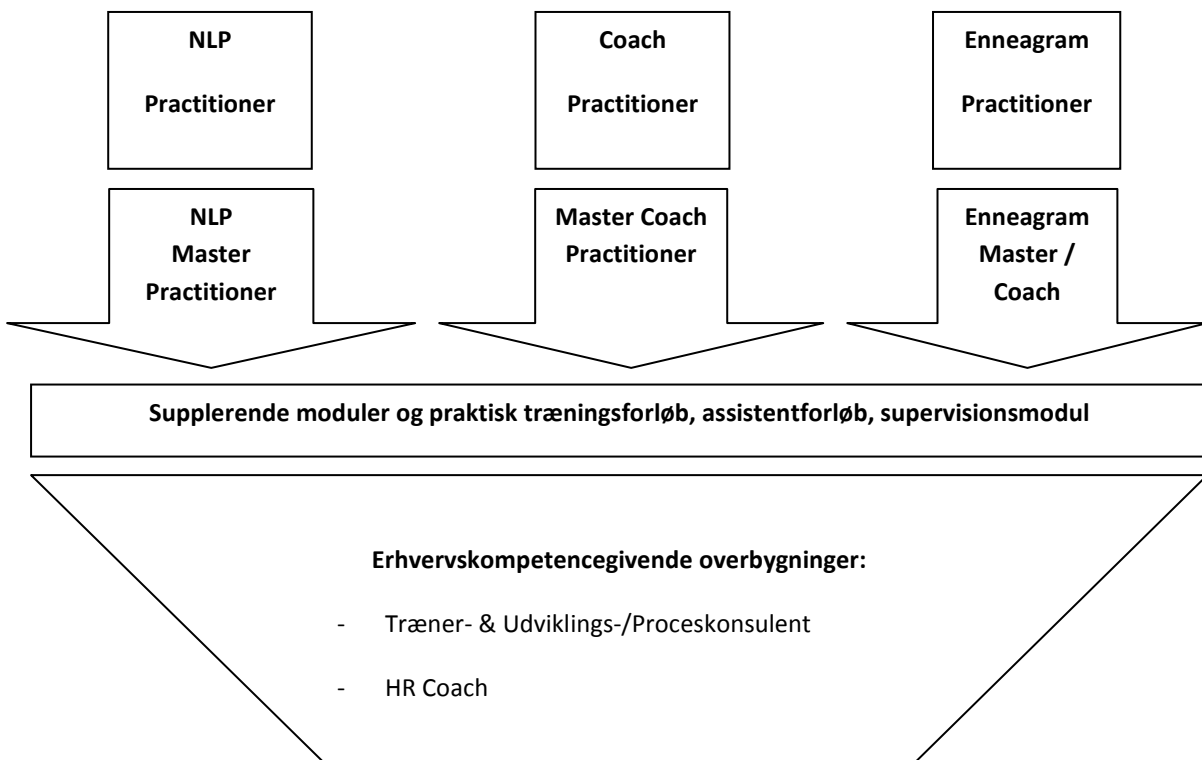 NLP
Practitioner
Coach
Practitioner
Enneagram
Practitioner
NLP
Master
Practitioner
Master Coach
Practitioner
Enneagram
Master /
Coach
Supplerende moduler og praktisk træningsforløb, assistentforløb, supervisionsmodul
Erhvervskompetencegivende overbygninger:
- Træner- & Udviklings-/Proceskonsulent
- HR Coach